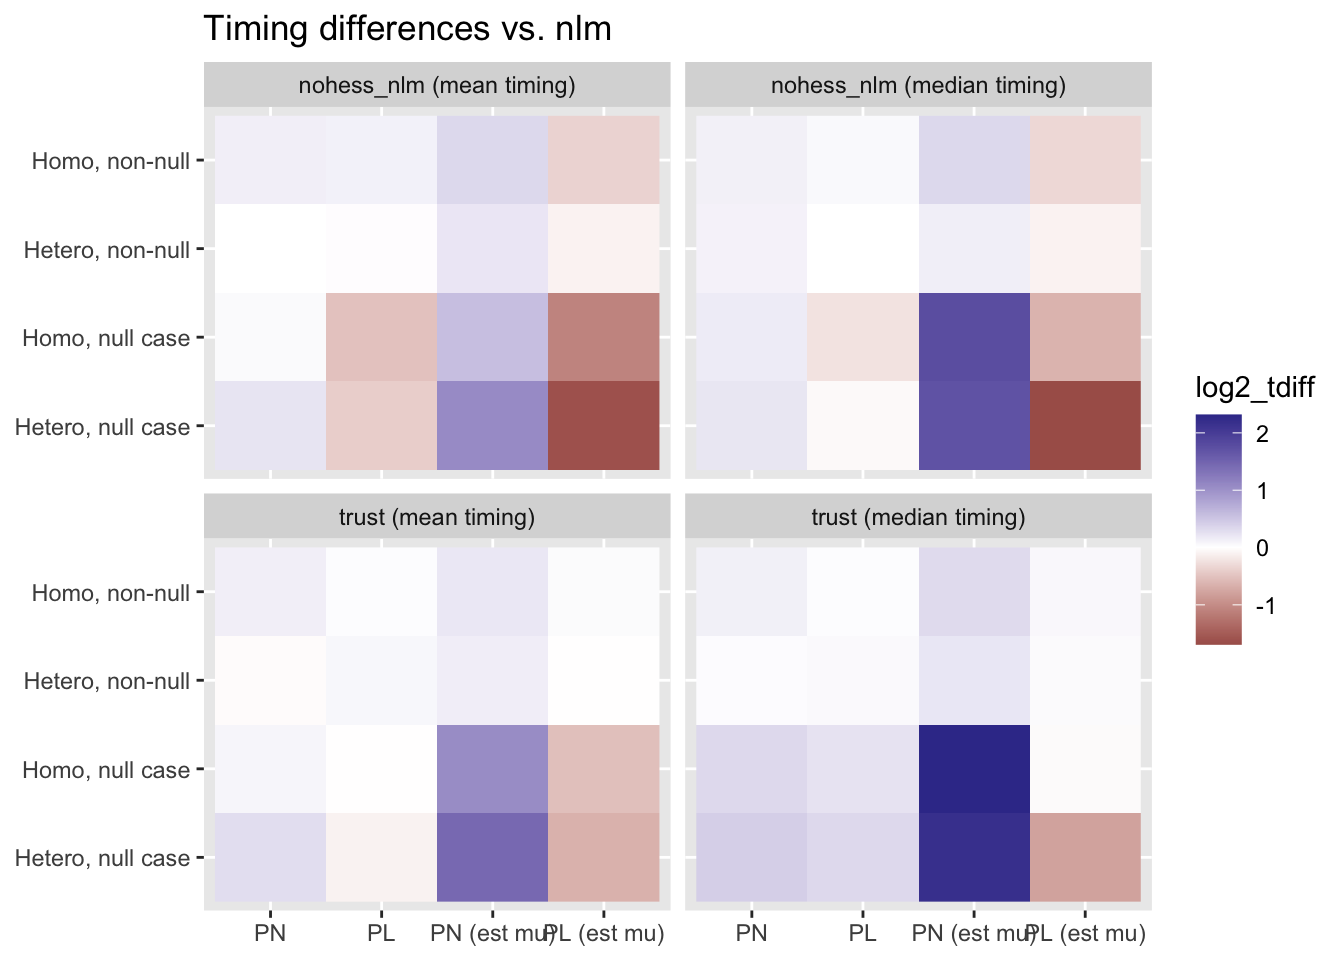 Timing differences vs. nlm
nohess_nlm (mean timing)
nohess_nlm (median timing)
Homo, non-null
Hetero, non-null
Homo, null case
Hetero, null case
trust (mean timing)
trust (median timing)
Homo, non-null
Hetero, non-null
Homo, null case
Hetero, null case
PN PL PN (est mu) PL (est mu)
PN PL PN (est mu) PL (est mu)
log2_tdiff
2
1
0
-1